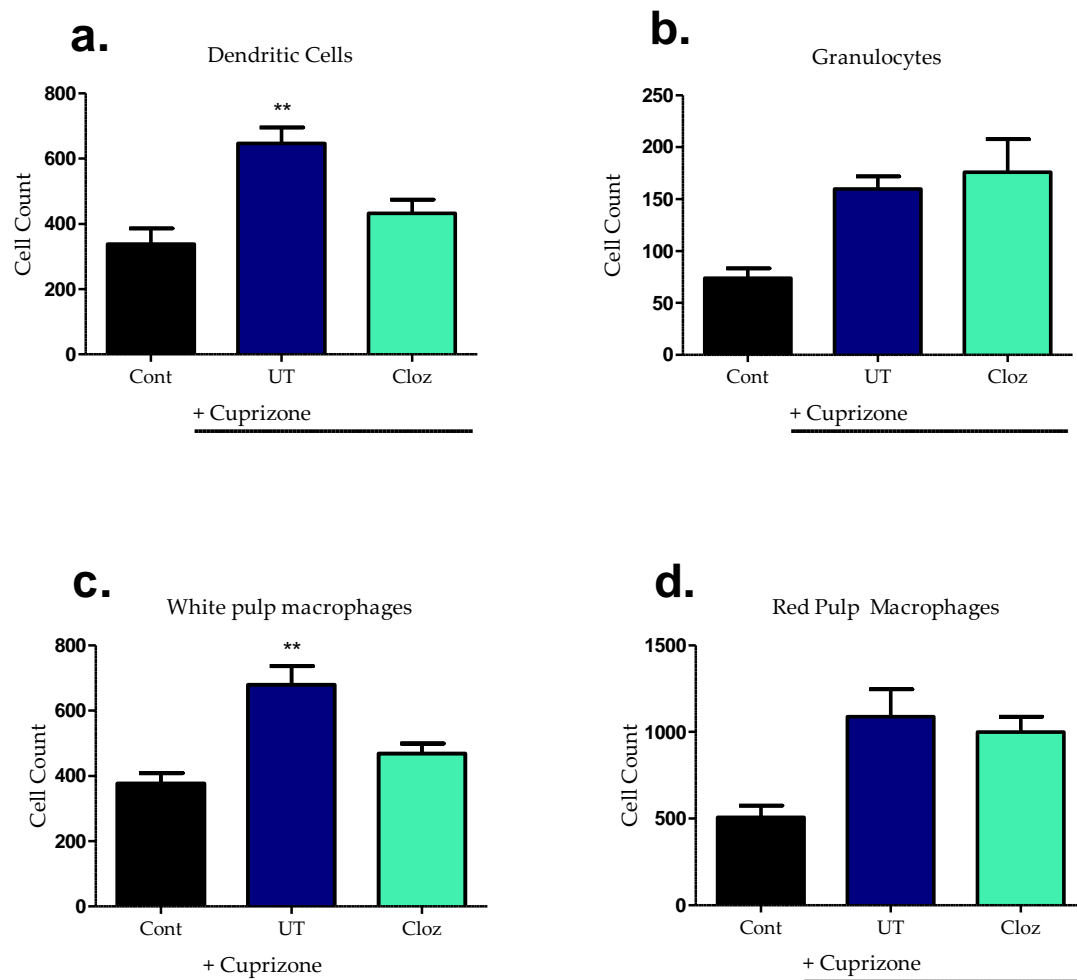 a.
Dendritic Cells
Cell Count
800
600
400
200
0
**
Cont UT Cloz
+ Cuprizone
b.
Granulocytes
Cell Count
250
200
150
100
50
0
Cont UT Cloz
+ Cuprizone
c.
White pulp macrophages
Cell Count
800
600
400
200
0
**
Cont UT Cloz
+ Cuprizone
d.
Red Pulp Macrophages
Cell Count
1500
1000
500
0
Cont UT Cloz
+ Cuprizone